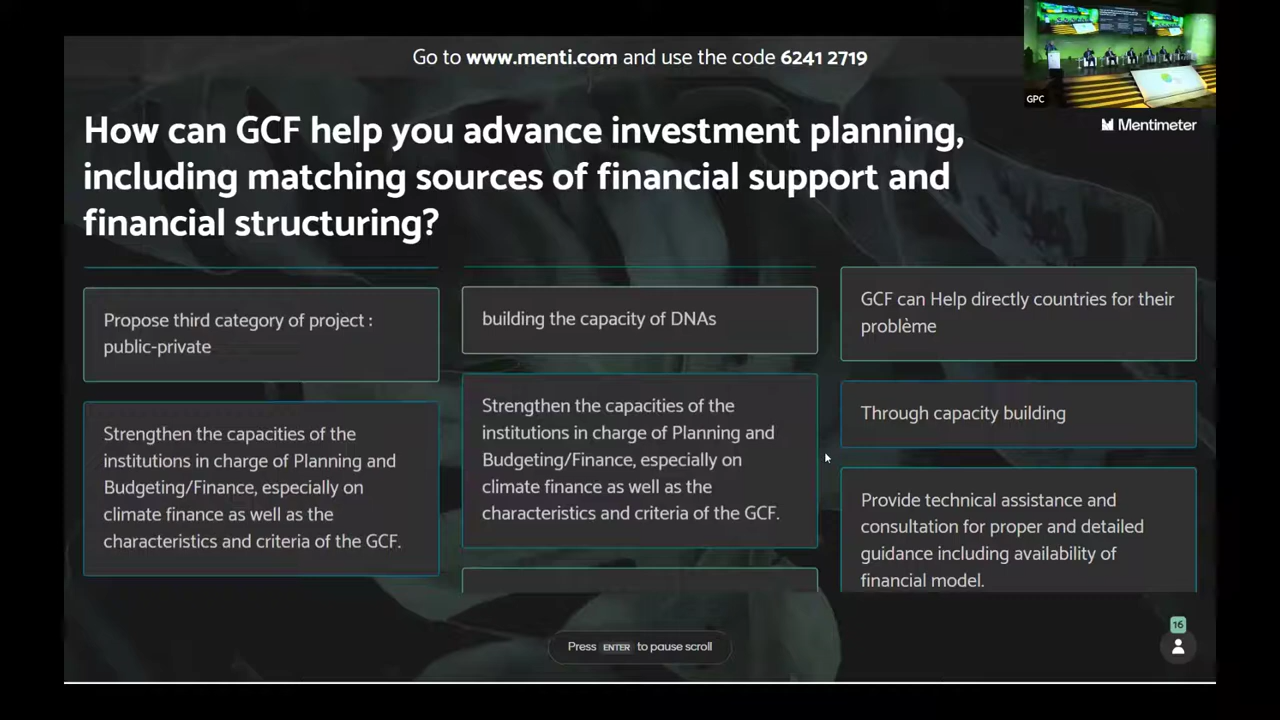 Go to www.menti.com and use the code 6241 2719
GPC
Mentimeter
How can GCF help you advance investment planning,
including matching sources of financial support and
financial structuring?
Propose third category of project :
public-private
Strengthen the capacities of the
institutions in charge of Planning and
Budgeting/Finance, especially on
climate finance as well as the
characteristics and criteria of the GCF.
building the capacity of DNAs
Strengthen the capacities of the
institutions in charge of Planning and
Budgeting/Finance, especially on
climate finance as well as the
characteristics and criteria of the GCF.
GCF can Help directly countries for their
problème
Through capacity building
Provide technical assistance and
consultation for proper and detailed
guidance including availability of
financial model.
Press ENTER to pause scroll
16